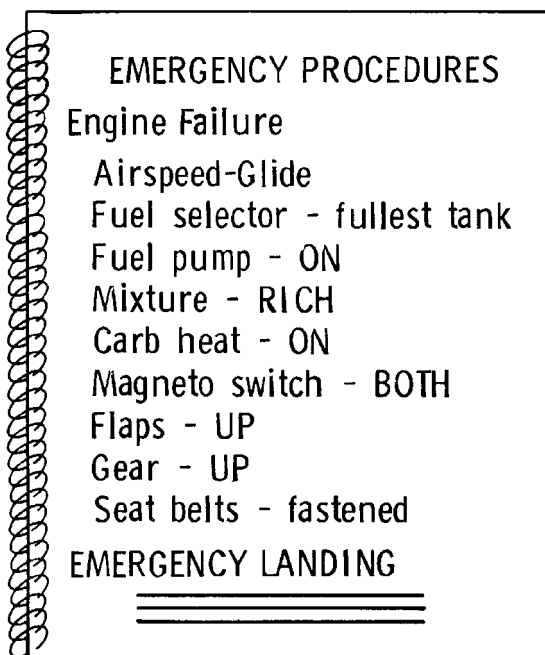 EMERGENCY PROCEDURES
Engine Failure
Airspeed-Glide
Fuel selector - fullest tank
Fuel pump - ON
Mixture - RICH
Carb heat - ON
Magneto switch - BOTH
Flaps - UP
Gear - UP
Seat belts - fastened
EMERGENCY LANDING